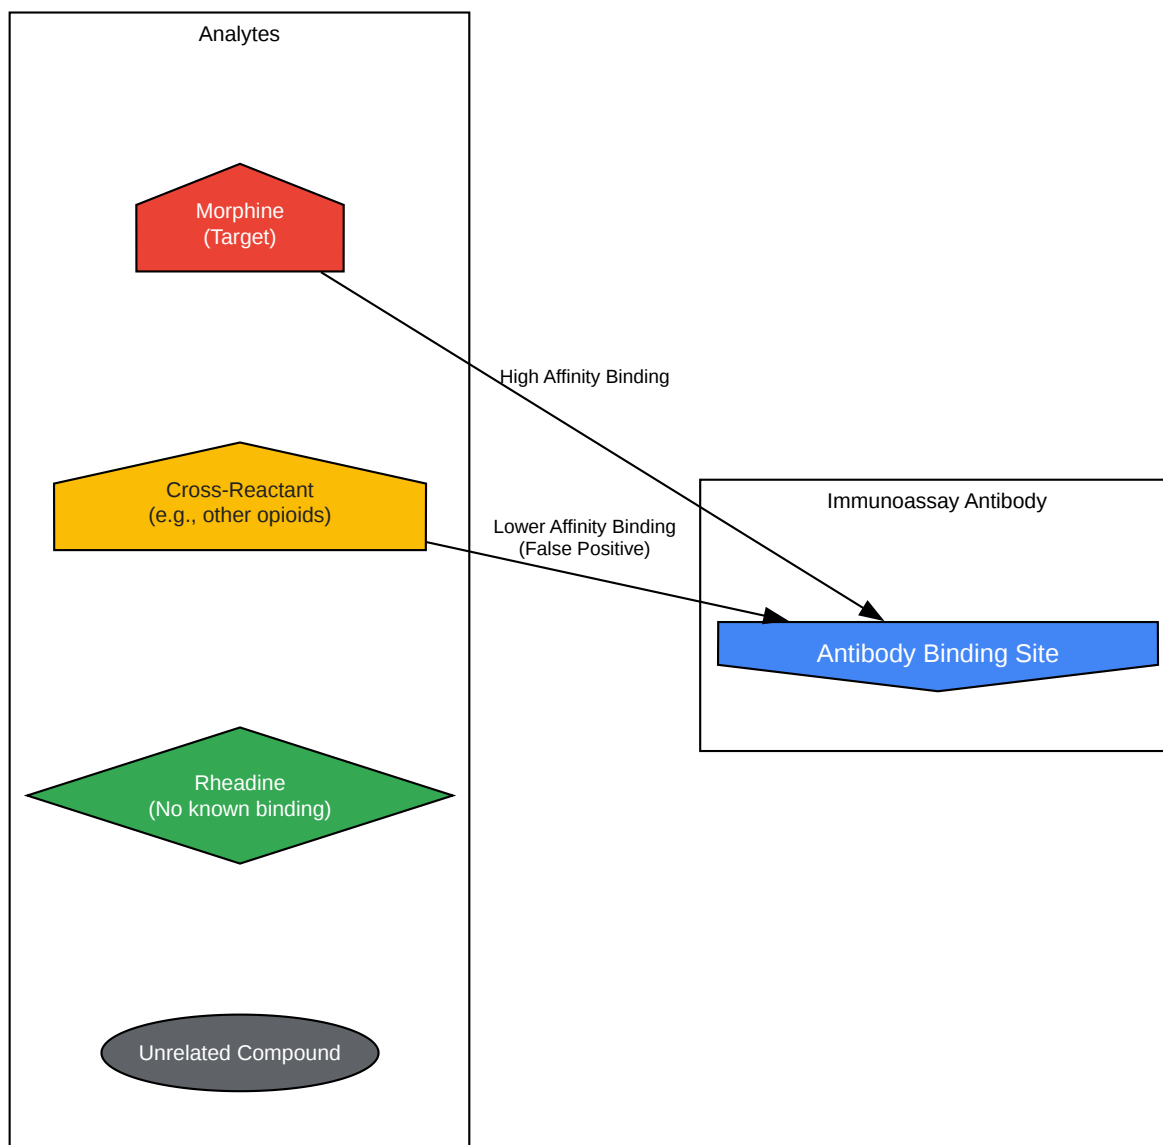 Analytes
Morphine
(Target)
High Affinity Binding
Cross-Reactant
(e.g., other opioids)
Lower Affinity Binding
(False Positive)
Immunoassay Antibody
Antibody Binding Site
Rheadine
(No known binding)
Unrelated Compound